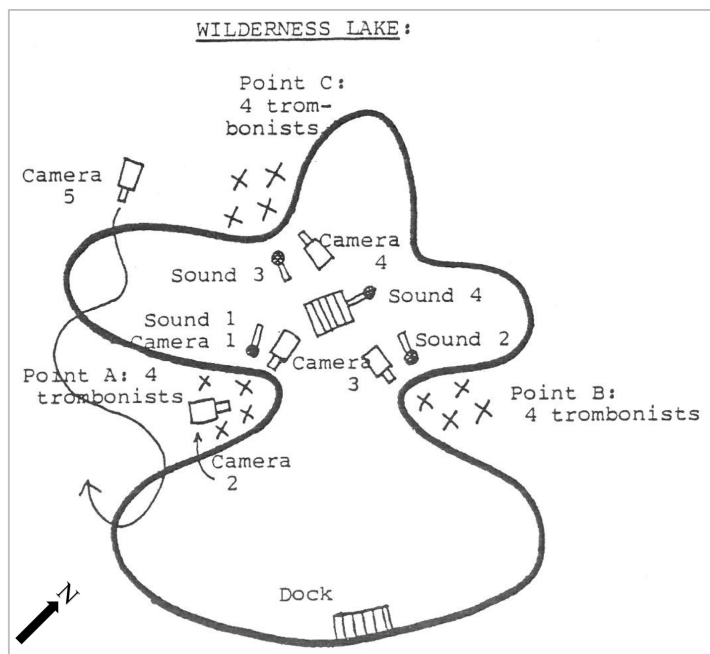 WILDERNESS LAKE:
Point C:
4 trom-
bonists
Camera
5
Camera
4
Sound 3
Sound 4
Sound 1
Camera 1
Sound 2
Camera
3
Point A: 4
trombonists
Point B:
4 trombonists
Camera
2
Dock
N